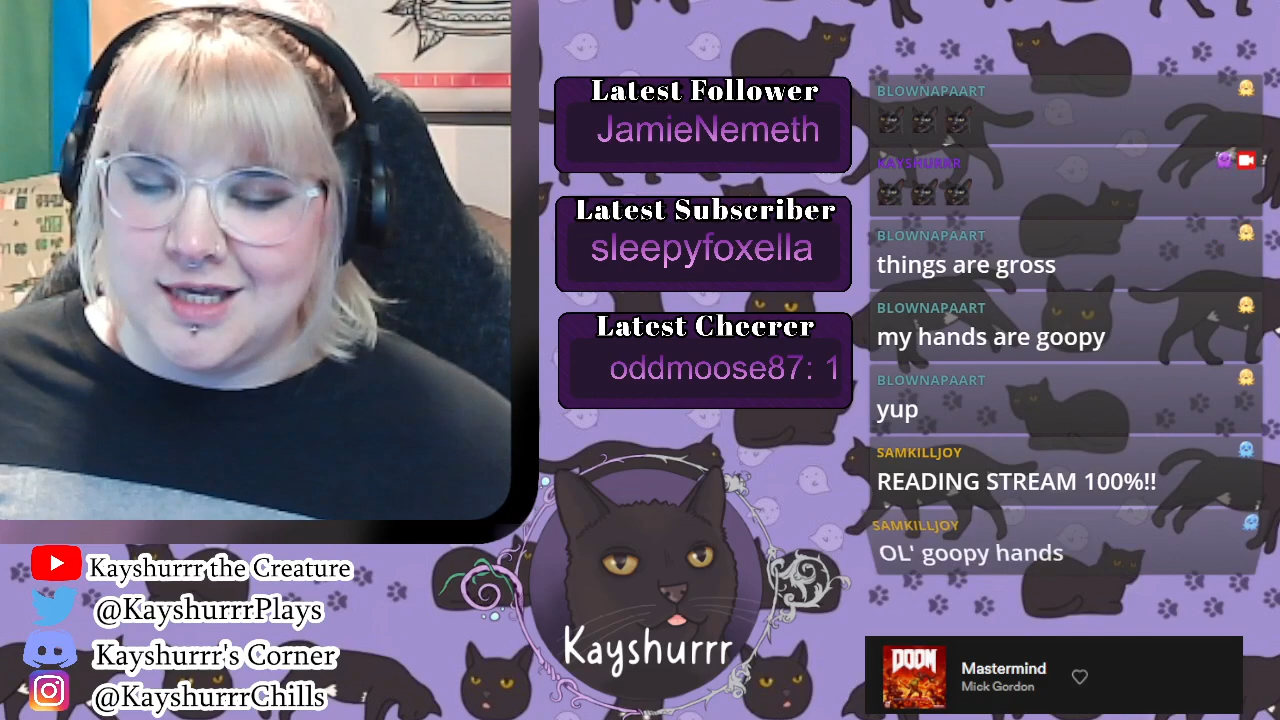 Latest Follower
JamieNemeth
Latest Subscriber
sleepyfoxella
Latest Cheerer
oddmoose87: 1
BLOWNAPAART
KAYSHURRR
BLOWNAPAART
things are gross
BLOWNAPAART
my hands are goopy
BLOWNAPAART
yup
SAMKILLJOY
READING STREAM 100%!!
SAMKILLJOY
OL' goopy hands
Kayshurrr the Creature
@KayshurrrPlays
Kayshurrr's Corner
@KayshurrrChills
Kayshurrr
DOOM
Mastermind
Mick Gordon